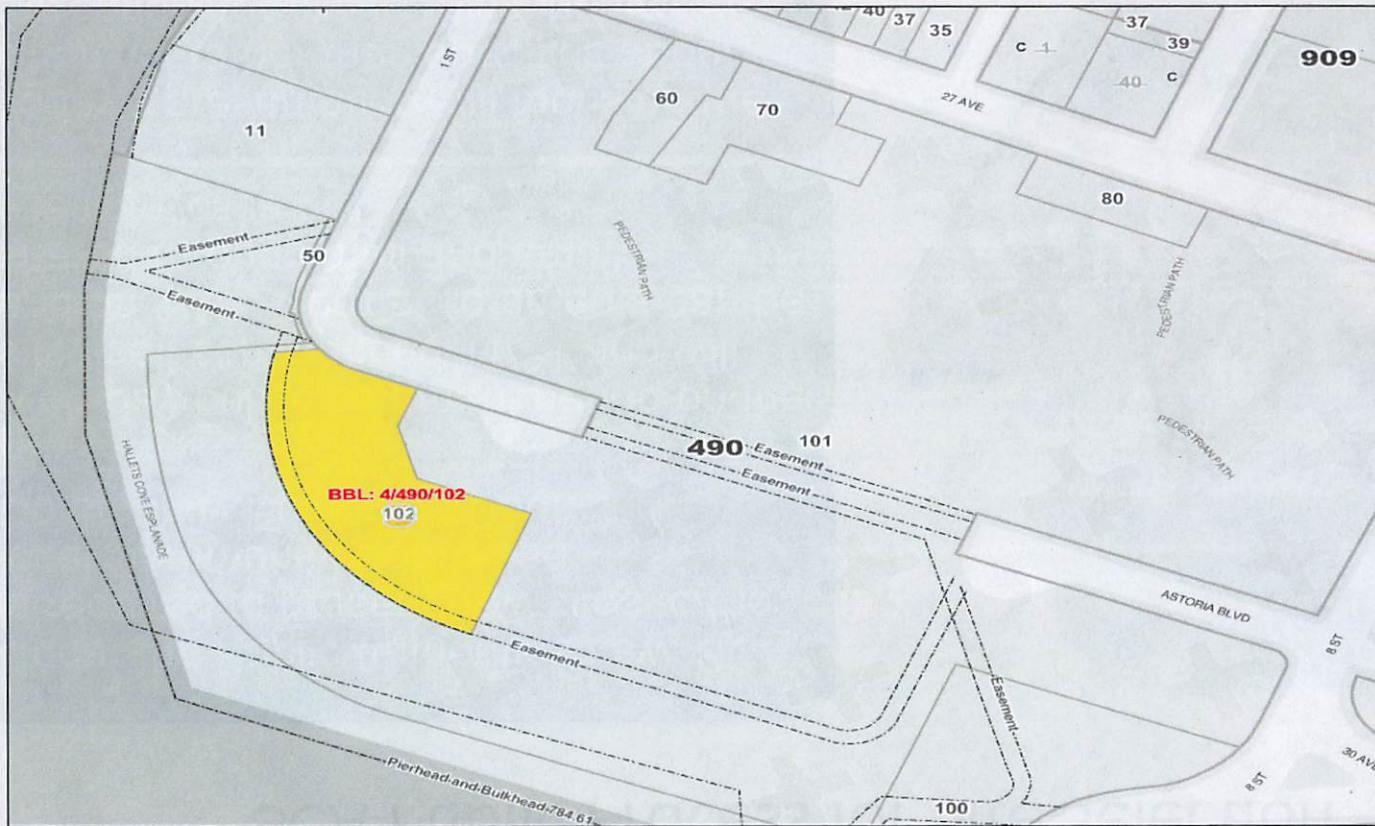 40
37
35
37
39
C 1
40 C
909
1 ST
60
70
27 AVE
11
80
PEDESTRIAN PATH
PEDESTRIAN PATH
Easement
50
Easement
PEDESTRIAN PATH
490
101
Easement
Easement
HALLETS COVE ESPLANADE
BBL: 4/490/102
102
ASTORIA BLVD
8 ST
Easement
Easement
30 AVE
8 ST
Pierhead-and-Bulkhead-784.61
100